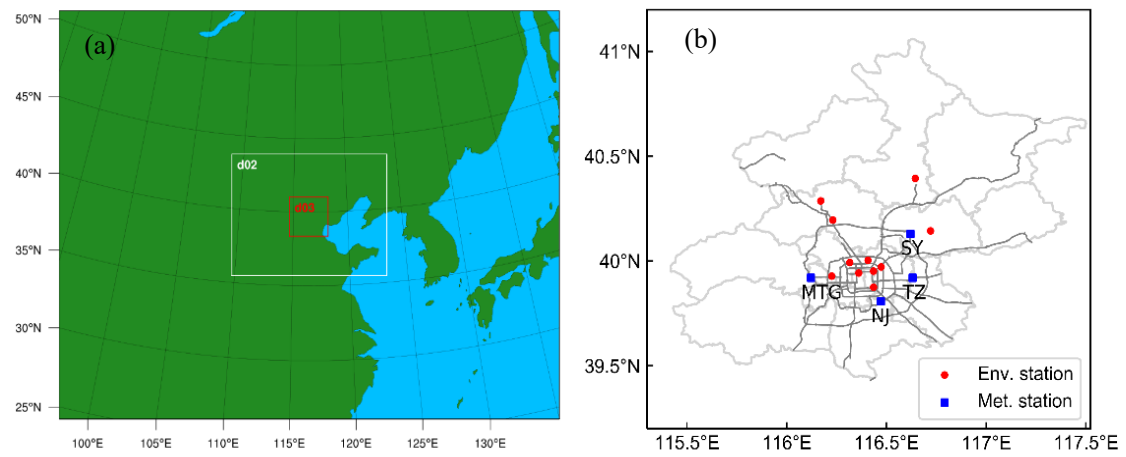 (a)
50°N
45°N
40°N
35°N
30°N
25°N
d02
d03
100°E
105°E
110°E
115°E
120°E
125°E
130°E
(b)
41°N
40.5°N
40°N
39.5°N
SY
MTG
TZ
NJ
Env. station
Met. station
115.5°E
116°E
116.5°E
117°E
117.5°E